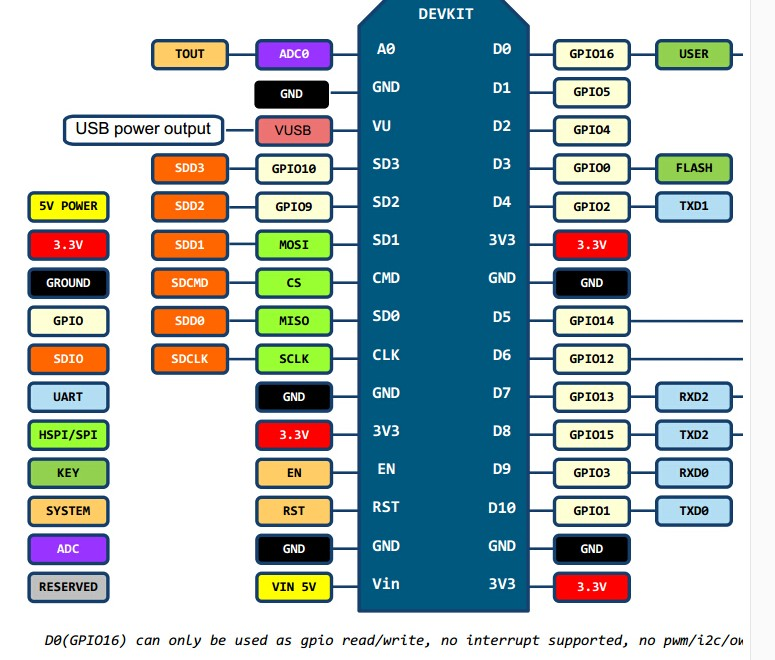 DEVKIT
TOUT ADC0 A0 D0 GPIO16 USER
GND GND D1 GPIO5
USB power output VUSB VU D2 GPIO4
SDD3 GPIO10 SD3 D3 GPIO0 FLASH
5V POWER SDD2 GPIO9 SD2 D4 GPIO2 TXD1
3.3V SDD1 MOSI SD1 3V3 3.3V
GROUND SDCMD CS CMD GND GND
GPIO SDD0 MISO SD0 D5 GPIO14
SDIO SDCLK SCLK CLK D6 GPIO12
UART GND GND D7 GPIO13 RXD2
HSPI/SPI 3.3V 3V3 D8 GPIO15 TXD2
KEY EN EN D9 GPIO3 RXD0
SYSTEM RST RST D10 GPIO1 TXD0
ADC GND GND GND GND
RESERVED VIN 5V Vin 3V3 3.3V
D0(GPIO16) can only be used as gpio read/write, no interrupt supported, no pwm/i2c/